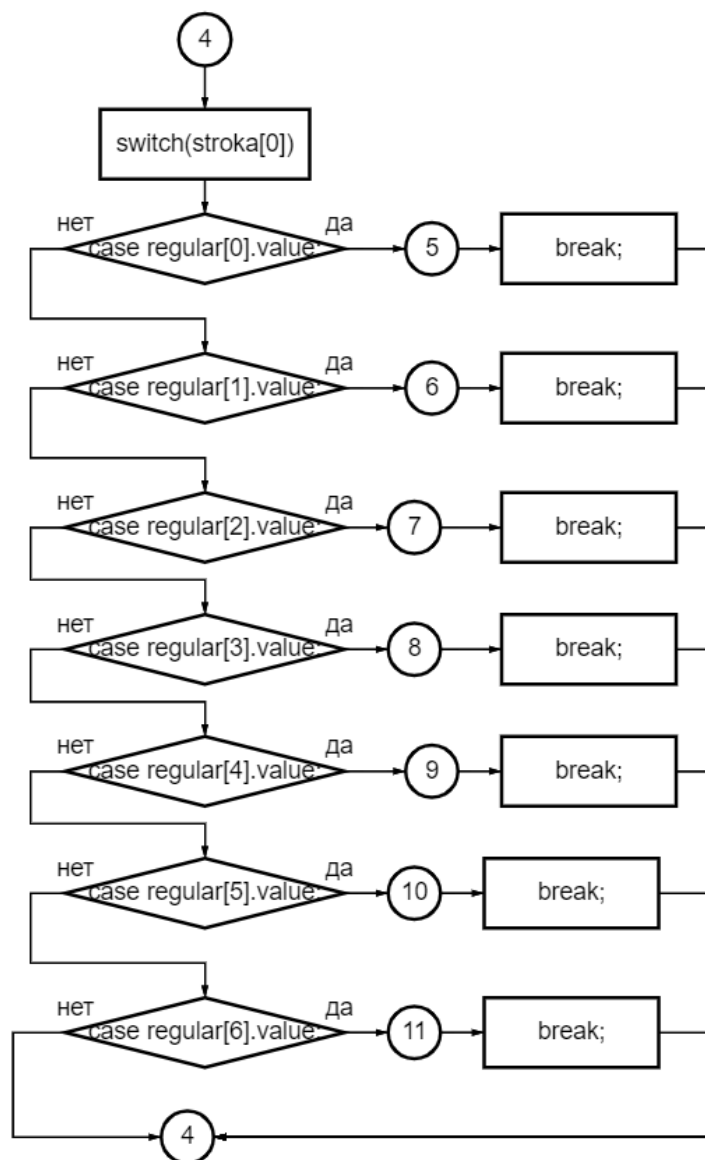 4
switch(stroka[0])
нет
да
case regular[0].value:
5
break;
нет
да
case regular[1].value:
6
break;
нет
да
case regular[2].value:
7
break;
нет
да
case regular[3].value:
8
break;
нет
да
case regular[4].value:
9
break;
нет
да
case regular[5].value:
10
break;
нет
да
case regular[6].value:
11
break;
4